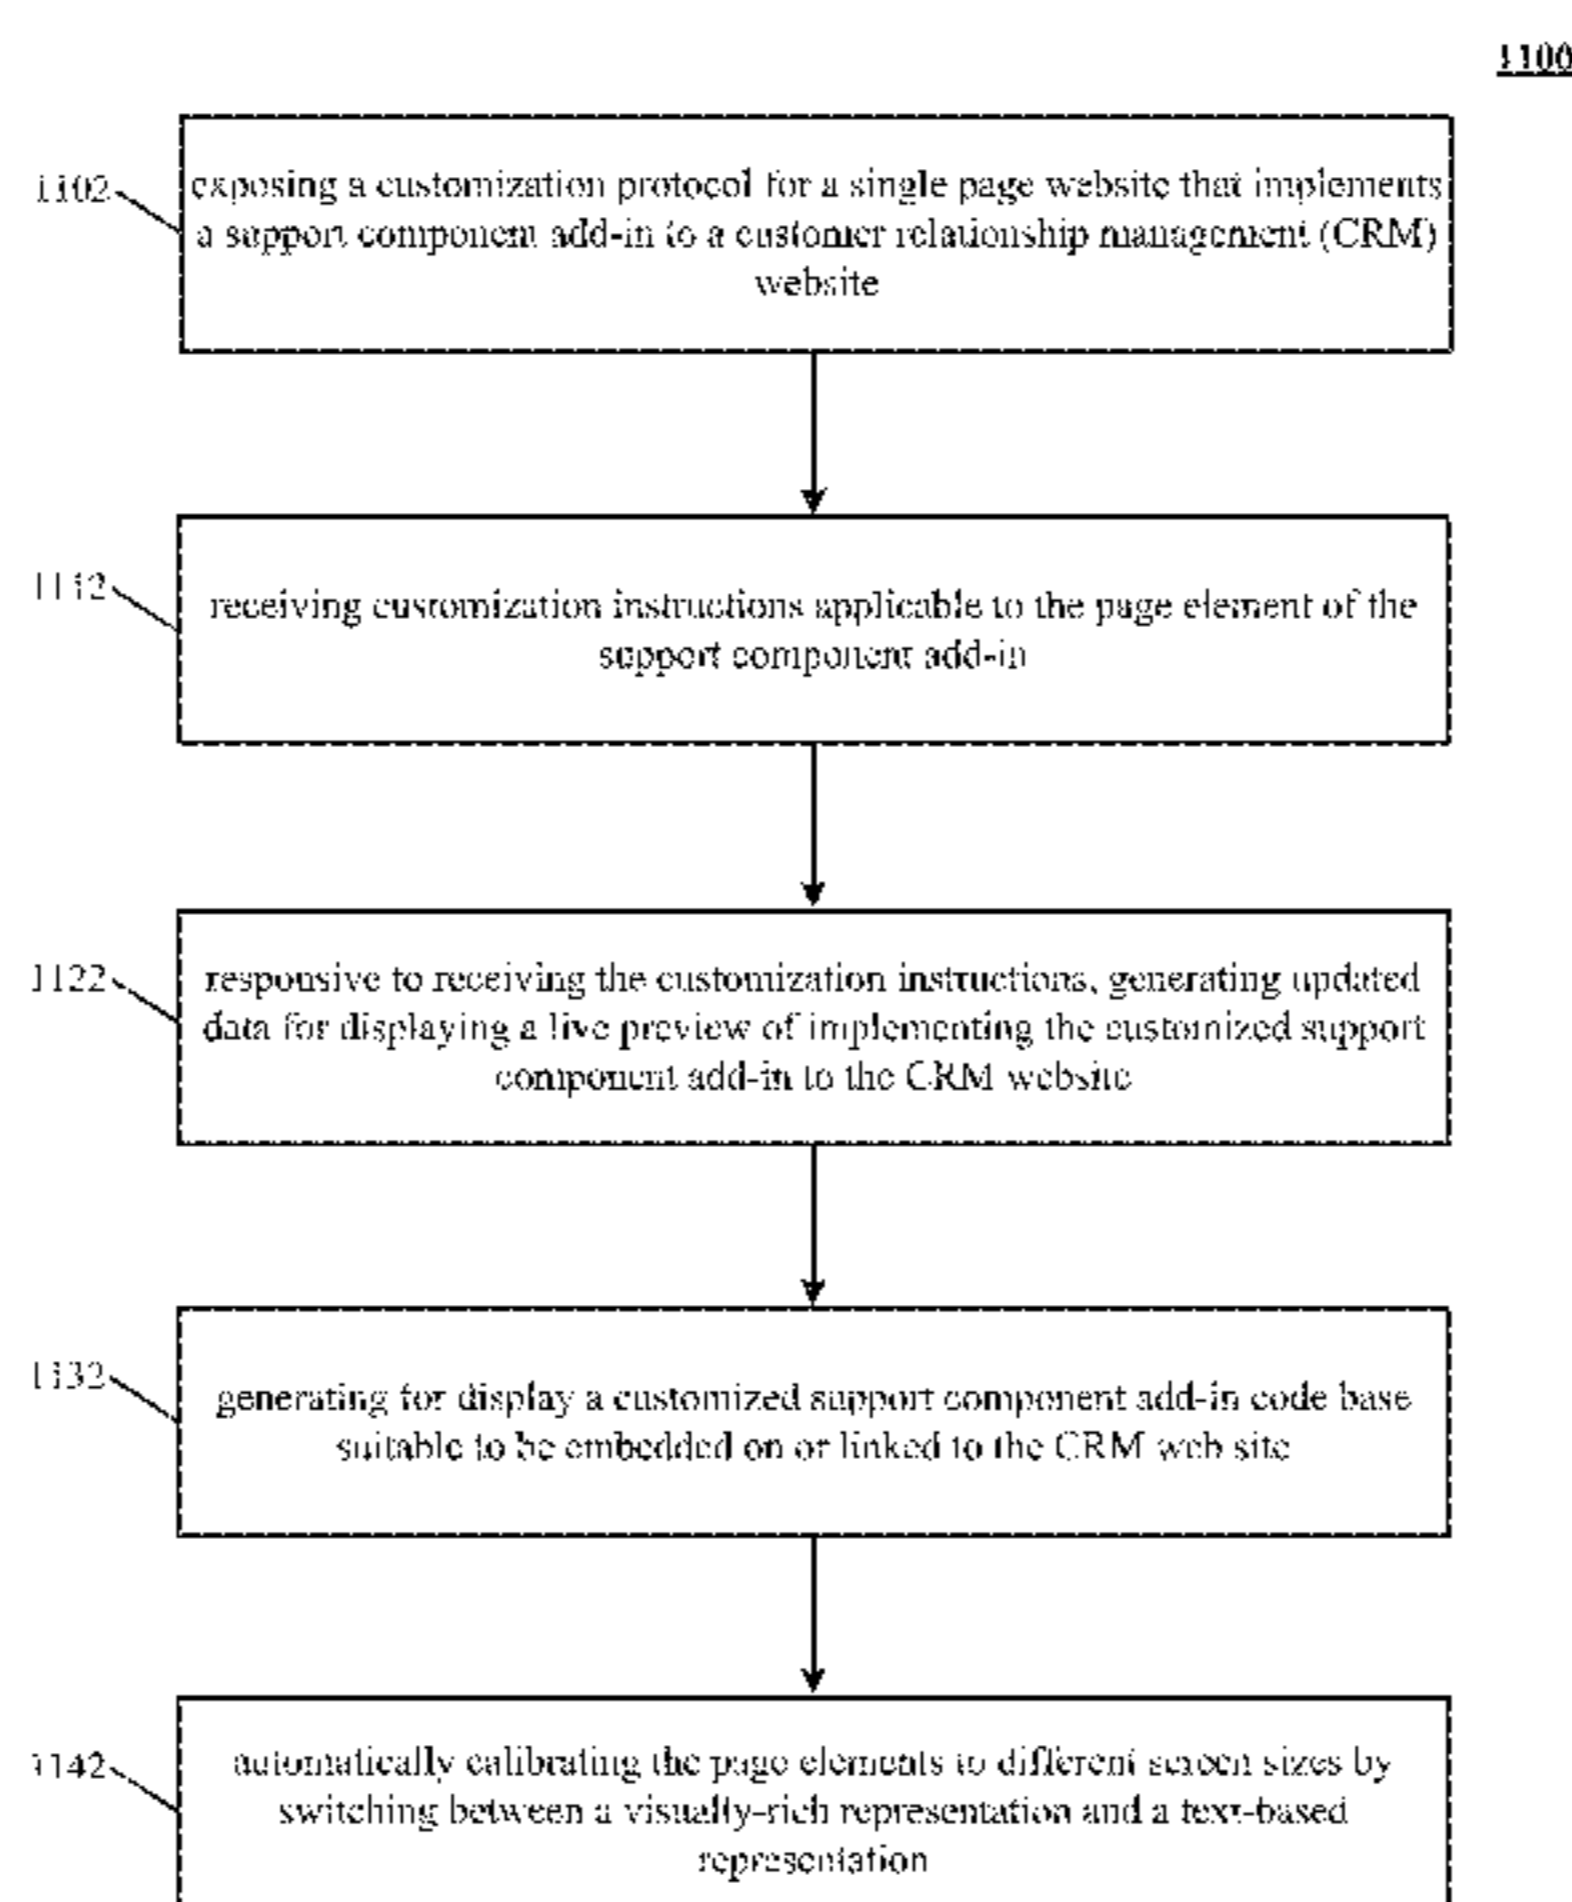 1100
1102
exposing a customization protocol for a single page website that implements
a support component add-in to a customer relationship management (CRM)
website
1112
receiving customization instructions applicable to the page element of the
support component add-in
1122
responsive to receiving the customization instructions, generating updated
data for displaying a live preview of implementing the customized support
component add-in to the CRM website
1132
generating for display a customized support component add-in code base
suitable to be embedded on or linked to the CRM web site
1142
automatically calibrating the page elements to different screen sizes by
switching between a visually-rich representation and a text-based
representation